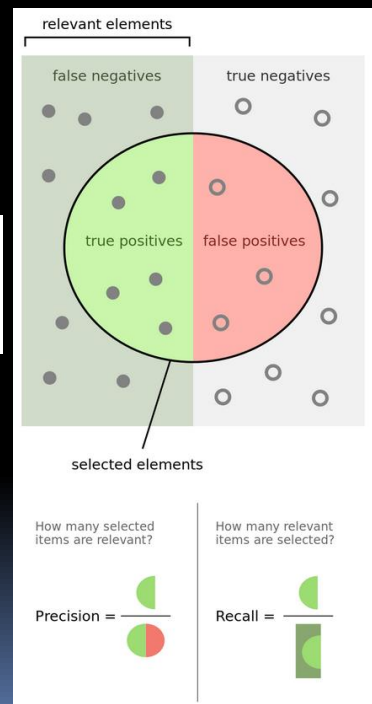 relevant elements
false negatives
true negatives
true positives
false positives
selected elements
How many selected
items are relevant?
Precision =
How many relevant
items are selected?
Recall =